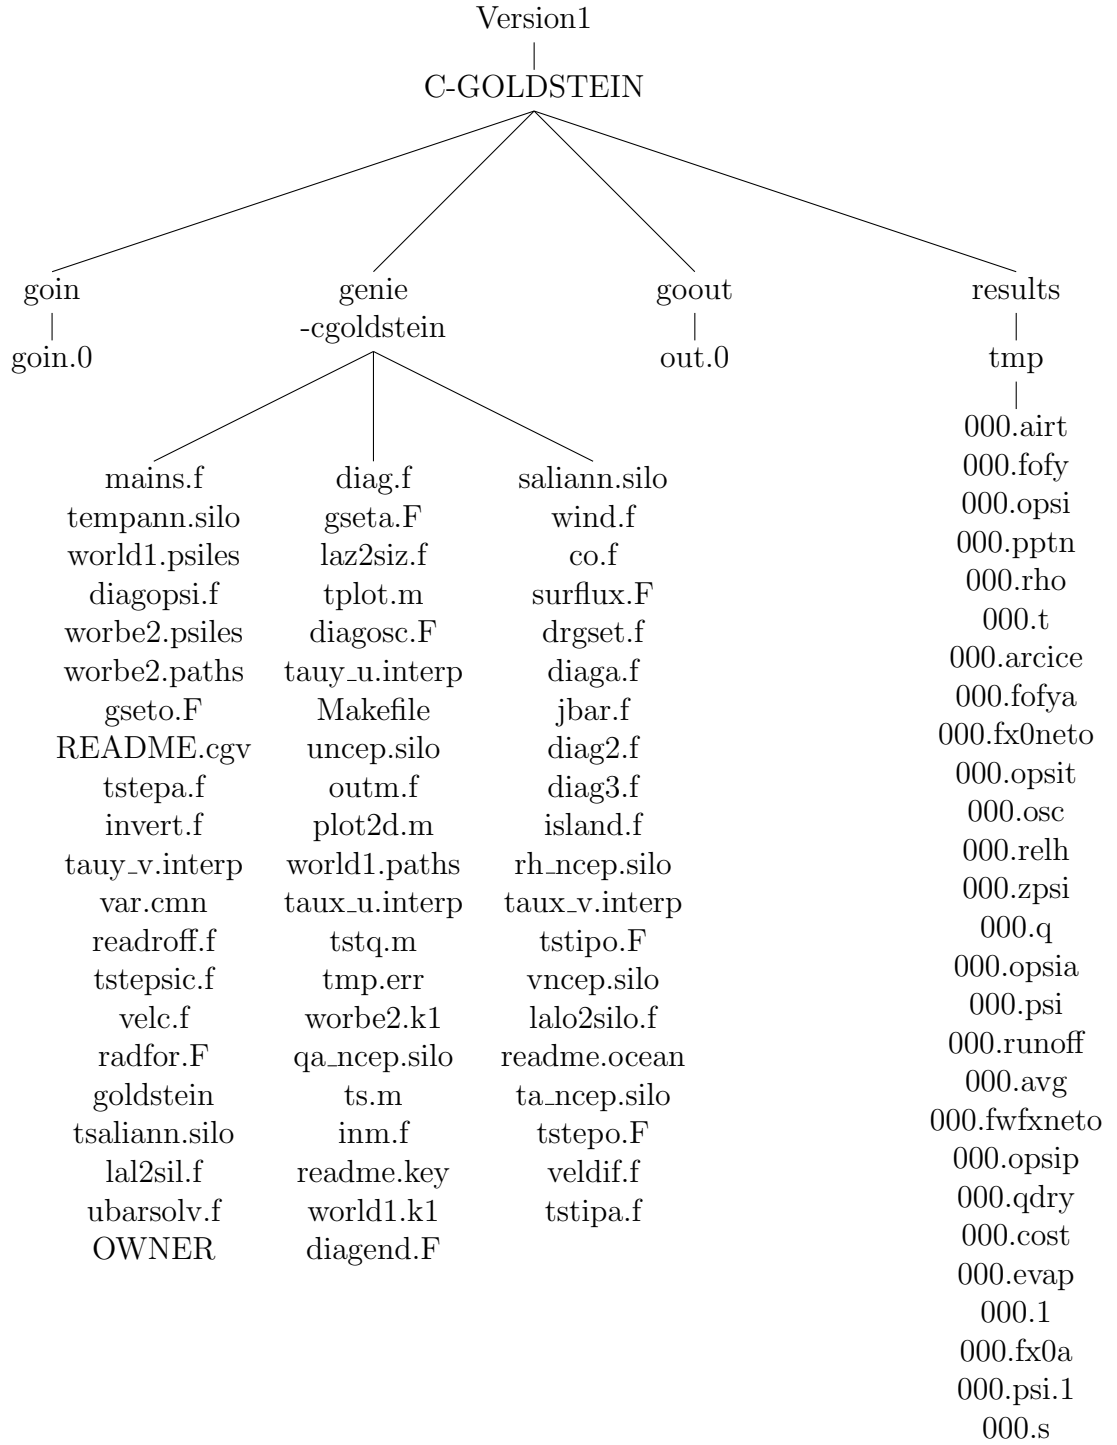 Version1
C-GOLDSTEIN
goin genie goout results
-cgoldstein
goin.0 out.0 tmp
000.airt
000.fofy
mains.f diag.f saliann.silo
000.opsi
tempann.silo gseta.F wind.f
000.pptn
world1.psiles laz2siz.f co.f
000.rho
diagopsi.f tplot.m surflux.F
000.t
worbe2.psiles diagosc.F drgset.f
000.arcice
worbe2.paths tauy_u.interp diaga.f
000.fofya
gseto.F Makefile jbar.f
000.fx0neto
README.cgv uncep.silo diag2.f
000.opsit
tstepa.f outm.f diag3.f
000.osc
invert.f plot2d.m island.f
000.relh
tauy_v.interp world1.paths rh_ncep.silo
000.zpsi
var.cmn taux_u.interp taux_v.interp
000.q
readroff.f tstq.m tstipo.F
000.opsia
tstepsic.f tmp.err vncep.silo
000.psi
velc.f worbe2.k1 lalo2silo.f
000.runoff
radfor.F qa_ncep.silo readme.ocean
000.avg
goldstein ts.m ta_ncep.silo
000.fwfxneto
tsaliann.silo inm.f tstepo.F
000.opsip
lal2sil.f readme.key veldif.f
000.qdry
ubarsolv.f world1.k1 tstipa.f
000.cost
OWNER diagend.F
000.evap
000.1
000.fx0a
000.psi.1
000.s